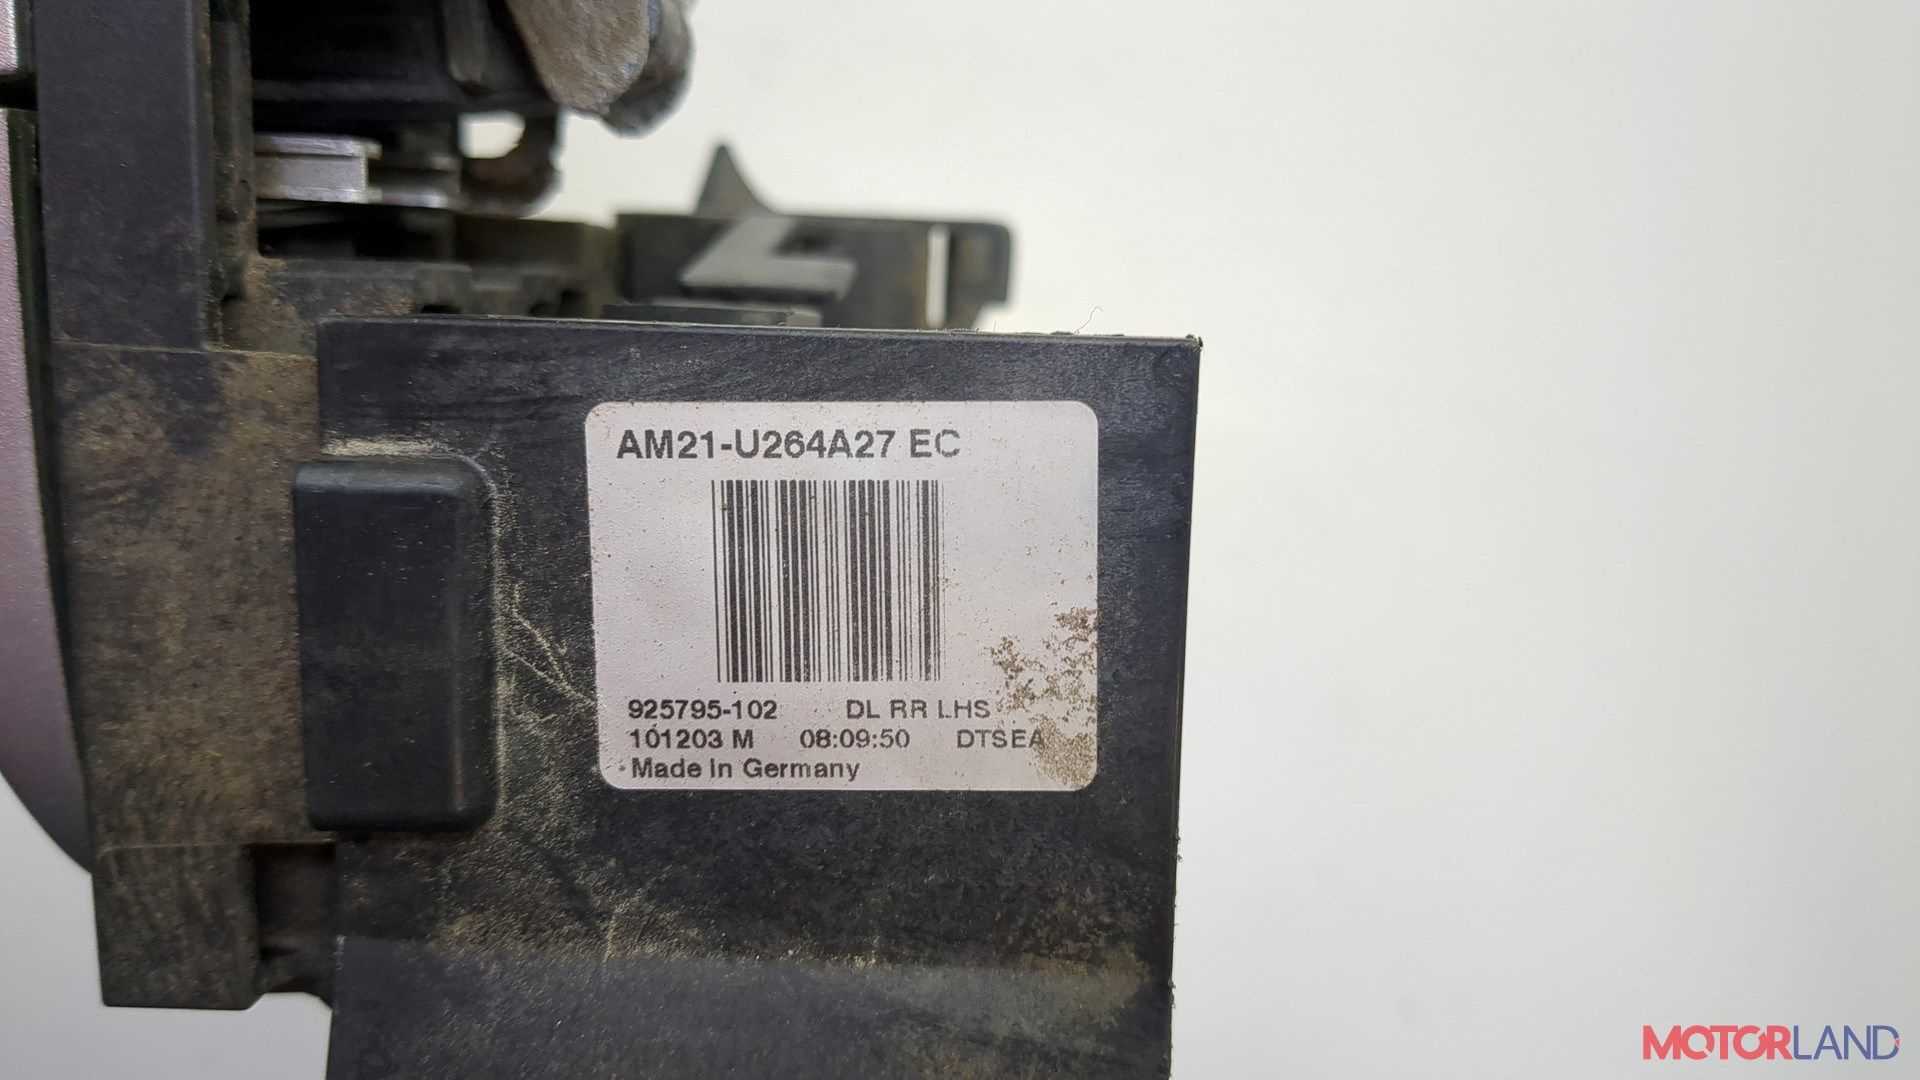 AM21-U264A27 EC
925795-102 DL RR LHS
101203 M 08:09:50 DTSEA
Made in Germany
MOTORLAND